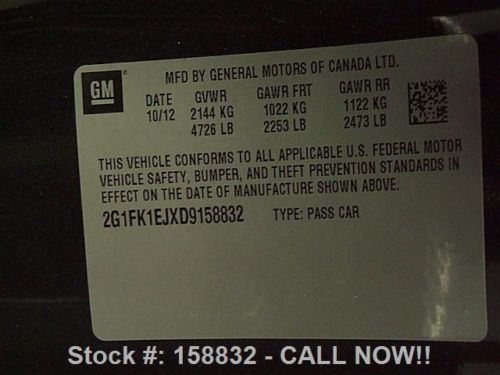 GM
MFD BY GENERAL MOTORS OF CANADA LTD.
DATE GVWR GAWR FRT GAWR RR
10/12 2144 KG 1022 KG 1122 KG
4726 LB 2253 LB 2473 LB
THIS VEHICLE CONFORMS TO ALL APPLICABLE U.S. FEDERAL MOTOR
VEHICLE SAFETY, BUMPER, AND THEFT PREVENTION STANDARDS IN
EFFECT ON THE DATE OF MANUFACTURE SHOWN ABOVE.
2G1FK1EJXD9158832 TYPE: PASS CAR
Stock #: 158832 - CALL NOW!!